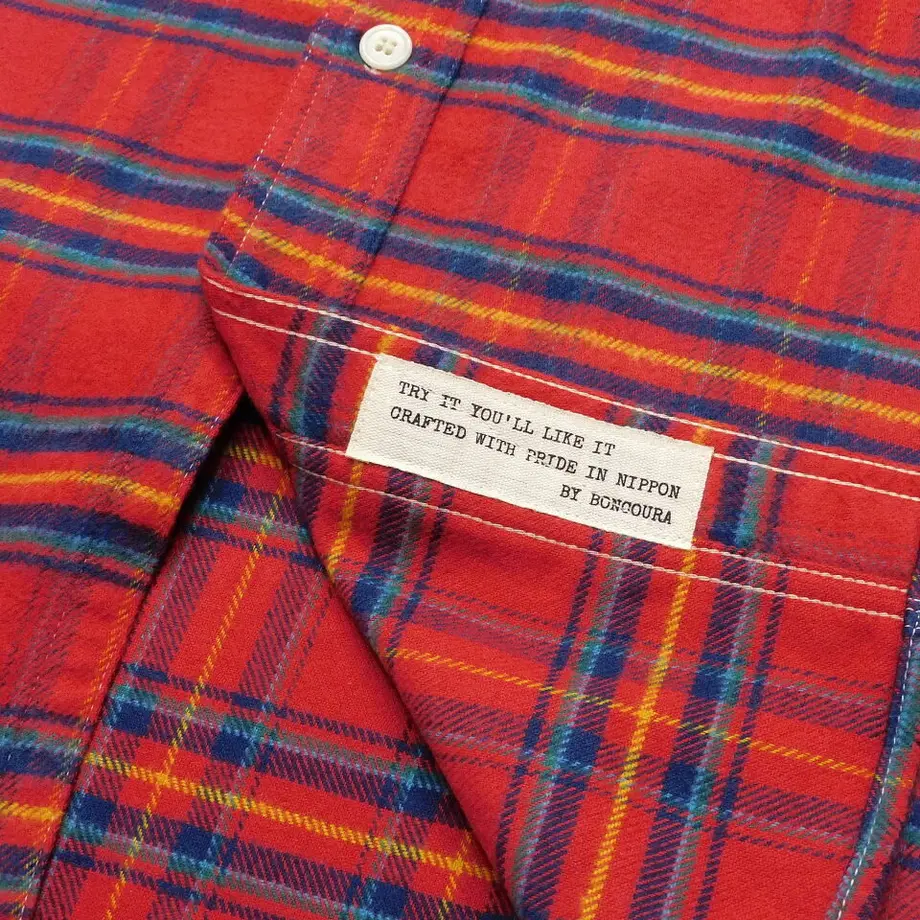 TRY IT YOU'LL LIKE IT
CRAFTED WITH PRIDE IN NIPPON
BY BONCOURA